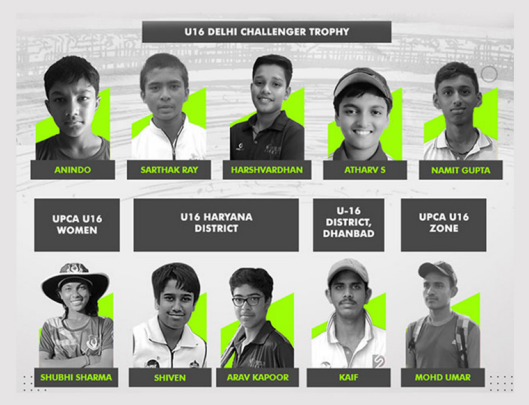 U16 DELHI CHALLENGER TROPHY
ANINDO
SARTHAK RAY
HARSHVARDHAN
ATHARV S
NAMIT GUPTA
UPCA U16
WOMEN
U16 HARYANA
DISTRICT
U-16
DISTRICT,
DHANBAD
UPCA U16
ZONE
SHUBHI SHARMA
SHIVEN
ARAV KAPOOR
KAIF
MOHD UMAR